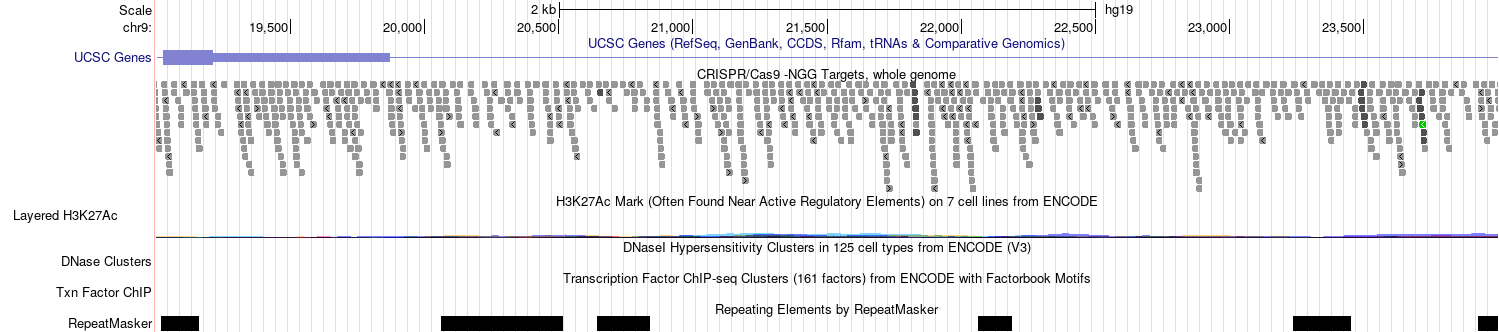 Scale 2 kb hg19
chr9: 19,500 20,000 20,500 21,000 21,500 22,000 22,500 23,000 23,500
UCSC Genes (RefSeq, GenBank, CCDS, Rfam, tRNAs & Comparative Genomics)
UCSC Genes
CRISPR/Cas9 -NGG Targets, whole genome
H3K27Ac Mark (Often Found Near Active Regulatory Elements) on 7 cell lines from ENCODE
Layered H3K27Ac
DNaseI Hypersensitivity Clusters in 125 cell types from ENCODE (V3)
DNase Clusters
Transcription Factor ChIP-seq Clusters (161 factors) from ENCODE with Factorbook Motifs
Txn Factor ChIP
Repeating Elements by RepeatMasker
RepeatMasker